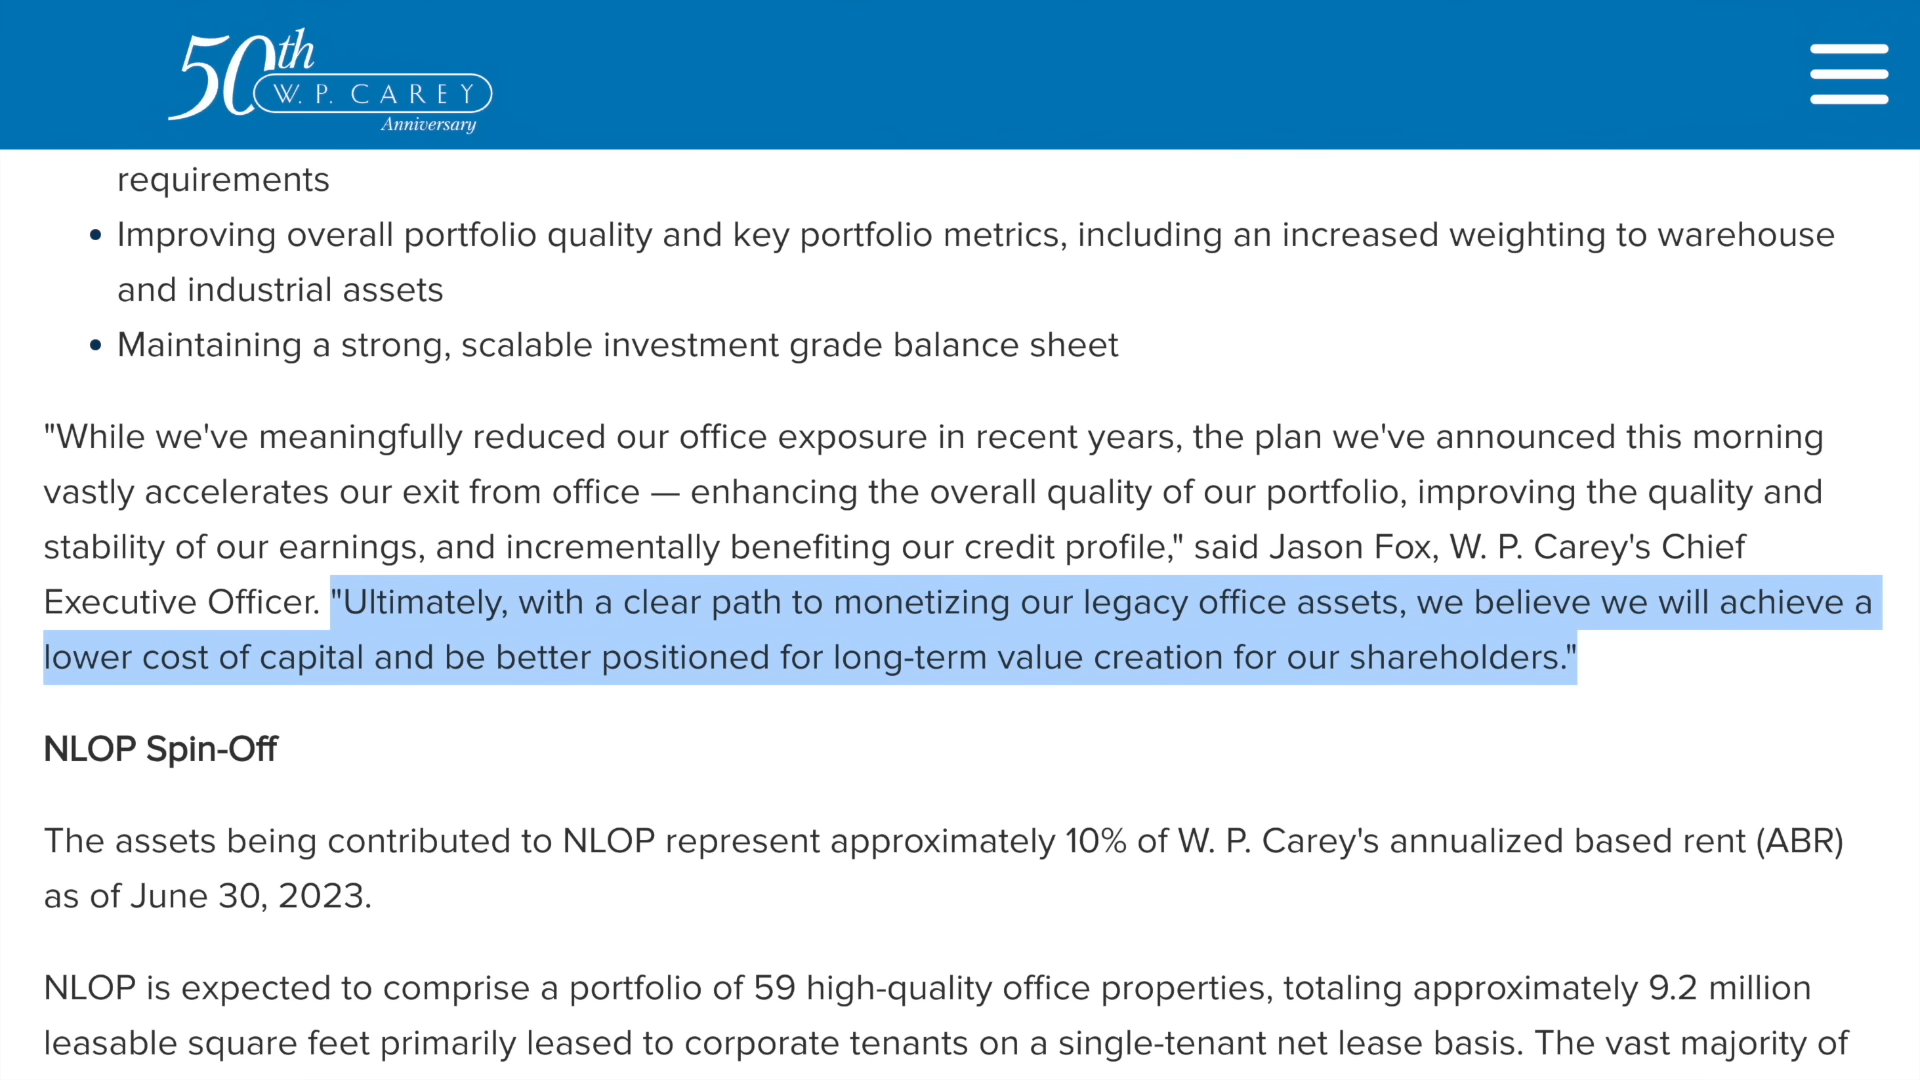 50th
W. P. CAREY
Anniversary
requirements
• Improving overall portfolio quality and key portfolio metrics, including an increased weighting to warehouse
and industrial assets
• Maintaining a strong, scalable investment grade balance sheet
"While we've meaningfully reduced our office exposure in recent years, the plan we've announced this morning
vastly accelerates our exit from office — enhancing the overall quality of our portfolio, improving the quality and
stability of our earnings, and incrementally benefiting our credit profile," said Jason Fox, W. P. Carey's Chief
Executive Officer. "Ultimately, with a clear path to monetizing our legacy office assets, we believe we will achieve a
lower cost of capital and be better positioned for long-term value creation for our shareholders."
NLOP Spin-Off
The assets being contributed to NLOP represent approximately 10% of W. P. Carey's annualized based rent (ABR)
as of June 30, 2023.
NLOP is expected to comprise a portfolio of 59 high-quality office properties, totaling approximately 9.2 million
leasable square feet primarily leased to corporate tenants on a single-tenant net lease basis. The vast majority of